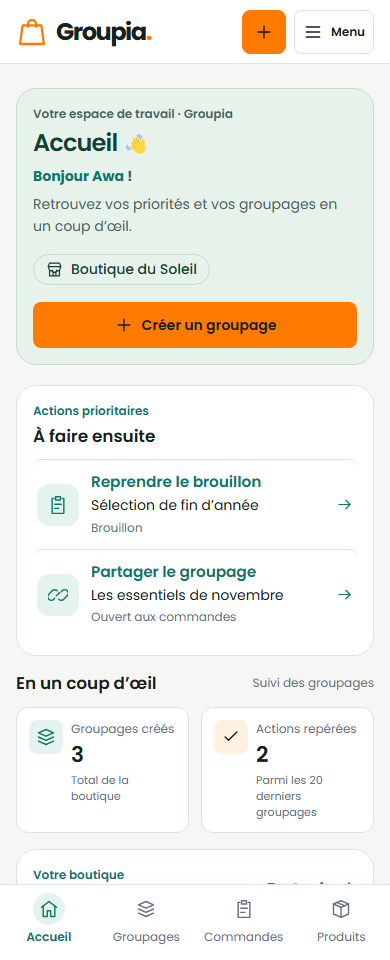 Groupia.
Menu
Votre espace de travail · Groupia
Accueil 👋
Bonjour Awa !
Retrouvez vos priorités et vos groupages en
un coup d’œil.
Boutique du Soleil
Créer un groupage
Actions prioritaires
À faire ensuite
Reprendre le brouillon
Sélection de fin d’année
Brouillon
Partager le groupage
Les essentiels de novembre
Ouvert aux commandes
En un coup d’œil
Suivi des groupages
Groupages créés
3
Total de la
boutique
Actions repérées
2
Parmi les 20
derniers
groupages
Votre boutique
Accueil
Groupages
Commandes
Produits